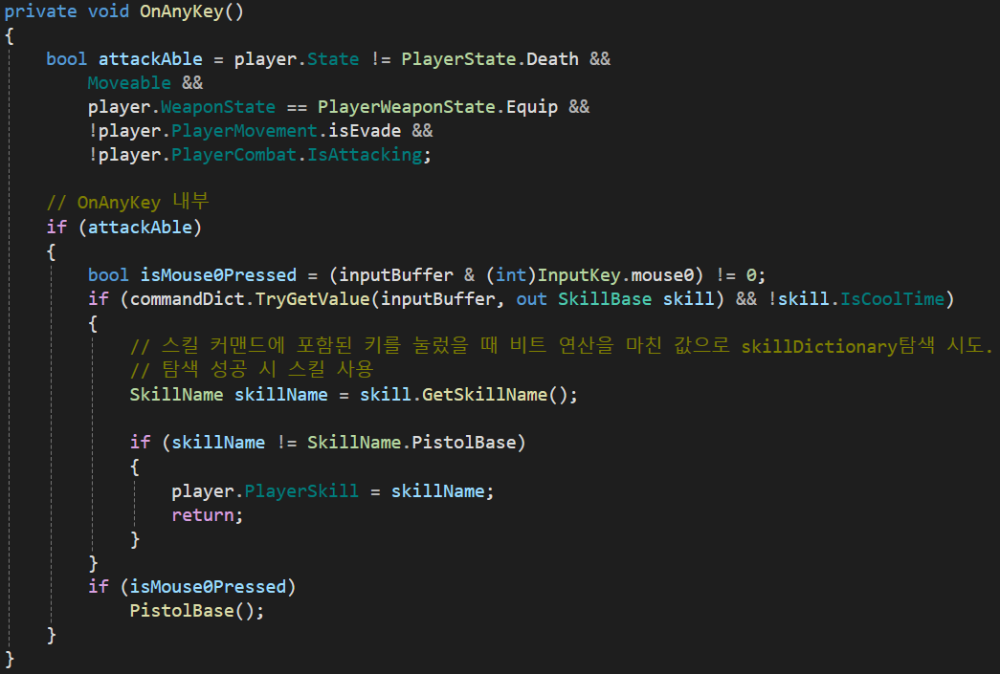 private void OnAnyKey()
{
bool attackAble = player.State != PlayerState.Death &&
Moveable &&
player.WeaponState == PlayerWeaponState.Equip &&
!player.PlayerMovement.isEvade &&
!player.PlayerCombat.IsAttacking;
// OnAnyKey 내부
if (attackAble)
{
bool isMouse0Pressed = (inputBuffer & (int)InputKey.mouse0) != 0;
if (commandDict.TryGetValue(inputBuffer, out SkillBase skill) && !skill.IsCoolTime)
{
// 스킬 커맨드에 포함된 키를 눌렀을 때 비트 연산을 마친 값으로 skillDictionary탐색 시도.
// 탐색 성공 시 스킬 사용
SkillName skillName = skill.GetSkillName();
if (skillName != SkillName.PistolBase)
{
player.PlayerSkill = skillName;
return;
}
}
if (isMouse0Pressed)
PistolBase();
}
}